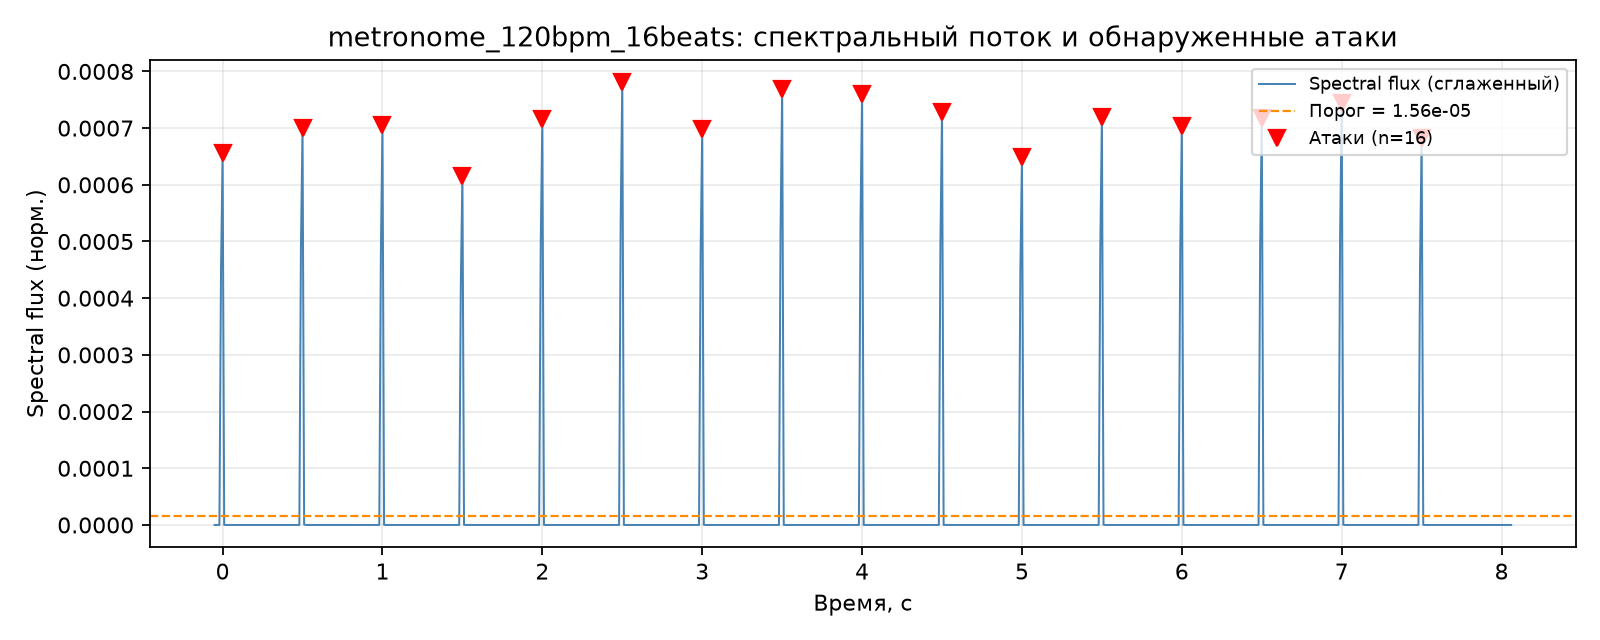 metronome_120bpm_16beats: спектральный поток и обнаруженные атаки
Spectral flux (норм.)
0.0008
0.0007
0.0006
0.0005
0.0004
0.0003
0.0002
0.0001
0.0000
Spectral flux (сглаженный)
Порог = 1.56e-05
Атаки (n=16)
0 1 2 3 4 5 6 7 8
Время, с